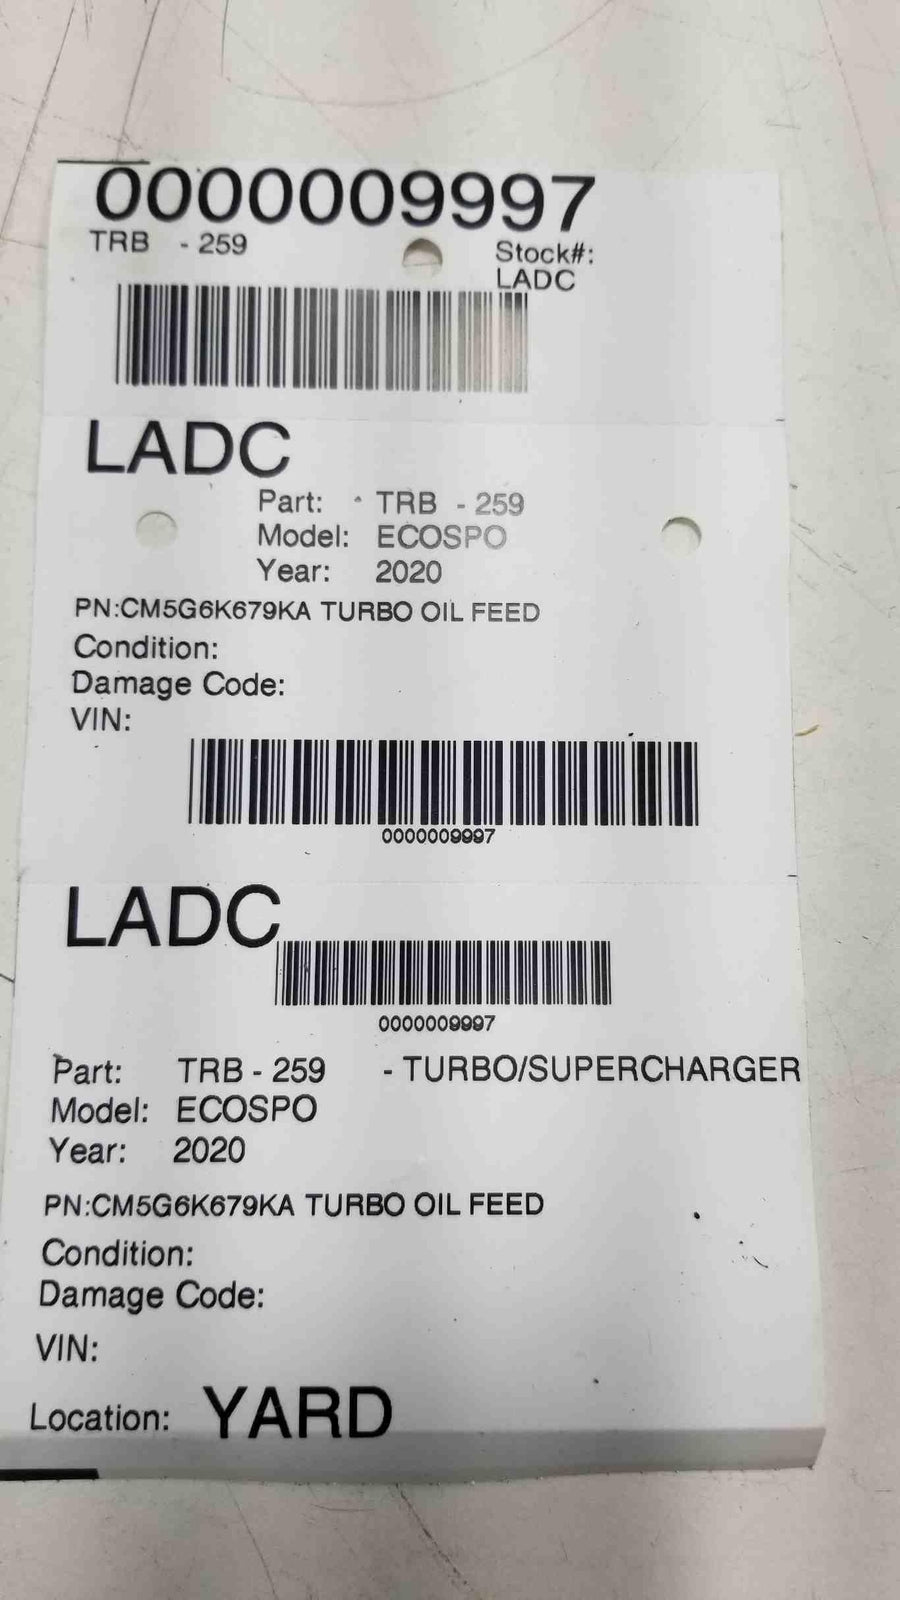 0000009997
TRB - 259
Stock#:
LADC
LADC
Part: TRB - 259
Model: ECOSPO
Year: 2020
PN:CM5G6K679KA TURBO OIL FEED
Condition:
Damage Code:
VIN:
0000009997
LADC
0000009997
Part: TRB - 259 - TURBO/SUPERCHARGER
Model: ECOSPO
Year: 2020
PN:CM5G6K679KA TURBO OIL FEED
Condition:
Damage Code:
VIN:
Location: YARD